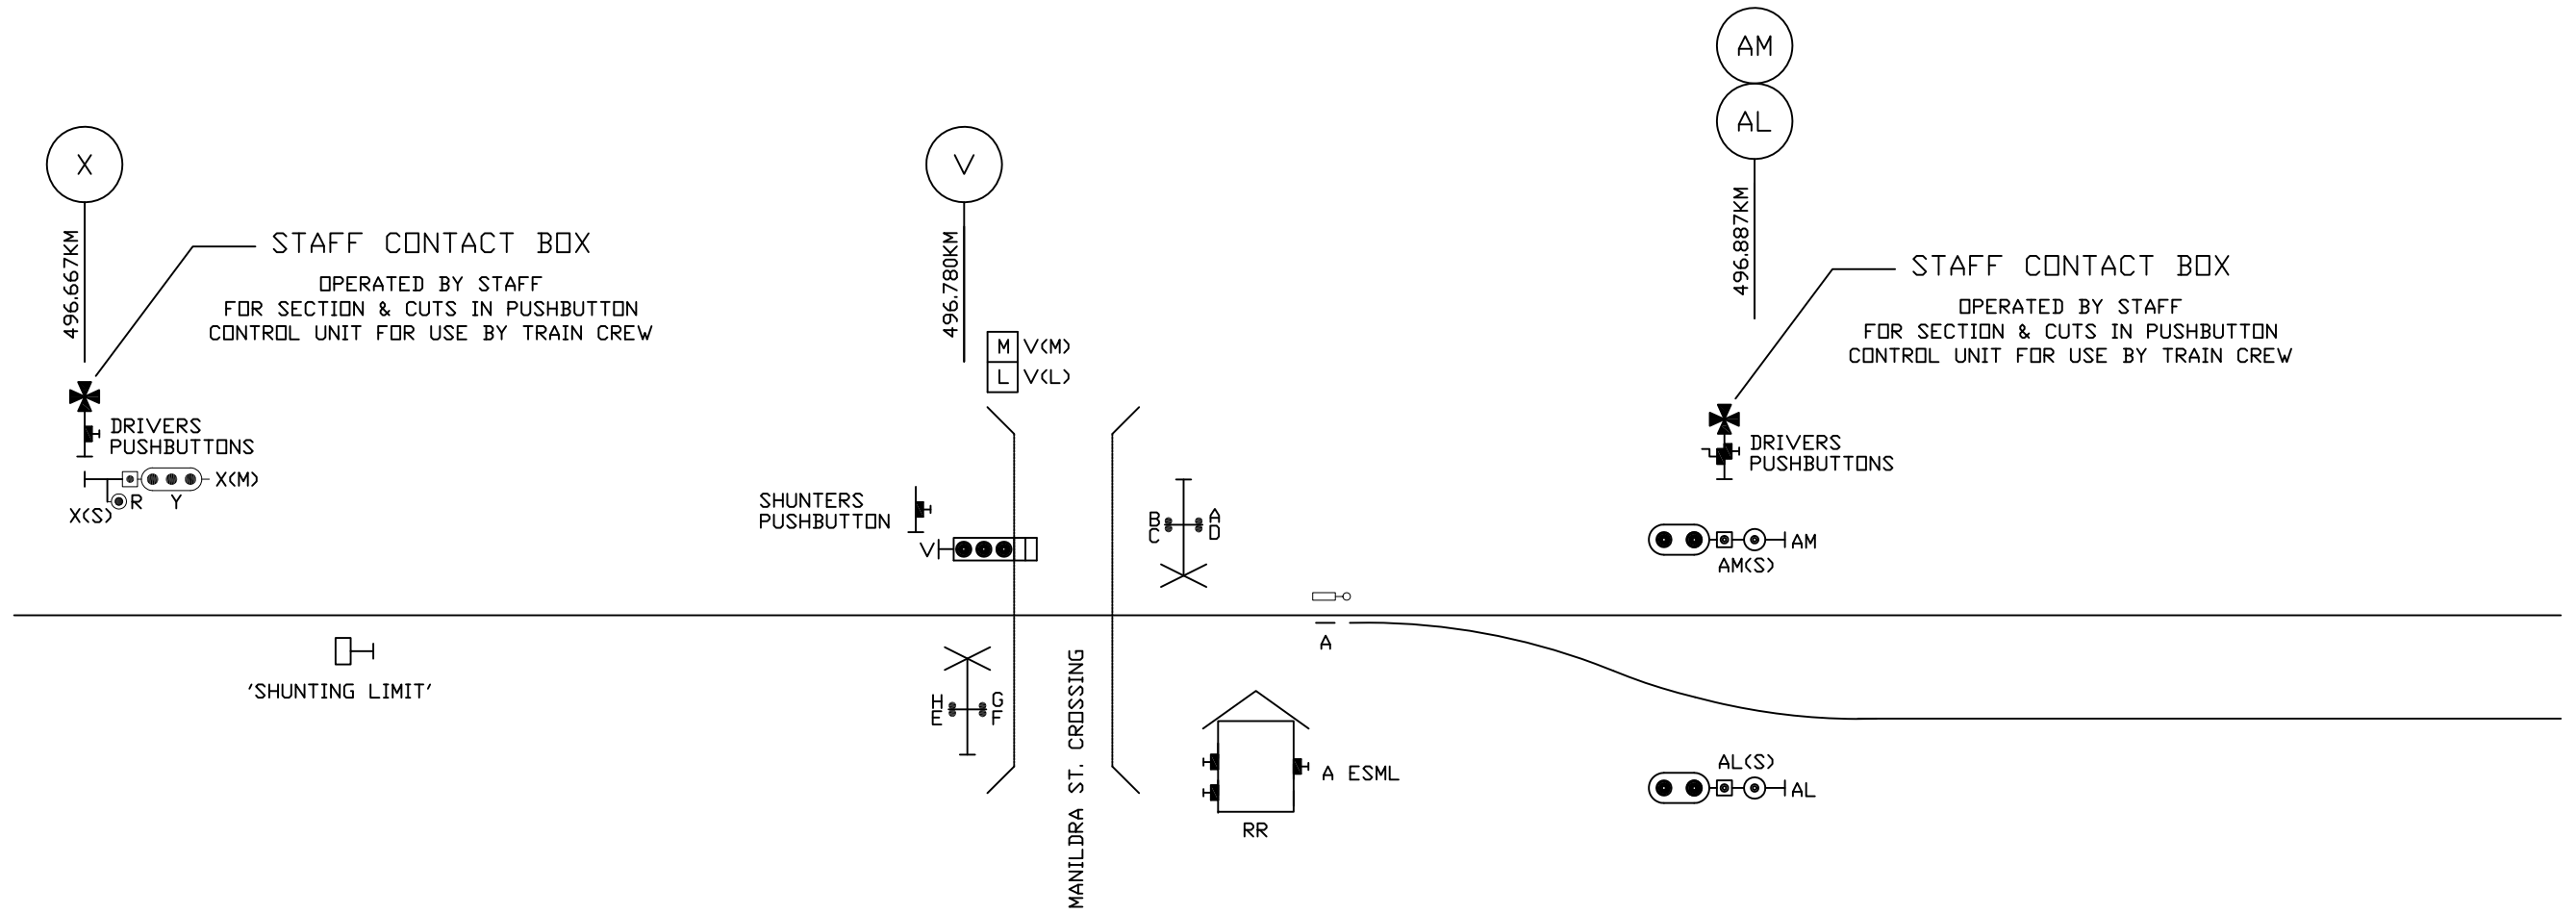 AM
AL
X
V
496.667KM
496.780KM
496.887KM
STAFF CONTACT BOX
OPERATED BY STAFF
FOR SECTION & CUTS IN PUSHBUTTON
CONTROL UNIT FOR USE BY TRAIN CREW
STAFF CONTACT BOX
OPERATED BY STAFF
FOR SECTION & CUTS IN PUSHBUTTON
CONTROL UNIT FOR USE BY TRAIN CREW
M V(M)
L V(L)
DRIVERS
PUSHBUTTONS
X(M)
R Y
X(S)
SHUNTERS
PUSHBUTTON
V
B A
C D
DRIVERS
PUSHBUTTONS
AM
AM(S)
A
'SHUNTING LIMIT'
H G
E F
MANILDRA ST. CROSSING
A ESML
RR
AL(S)
AL